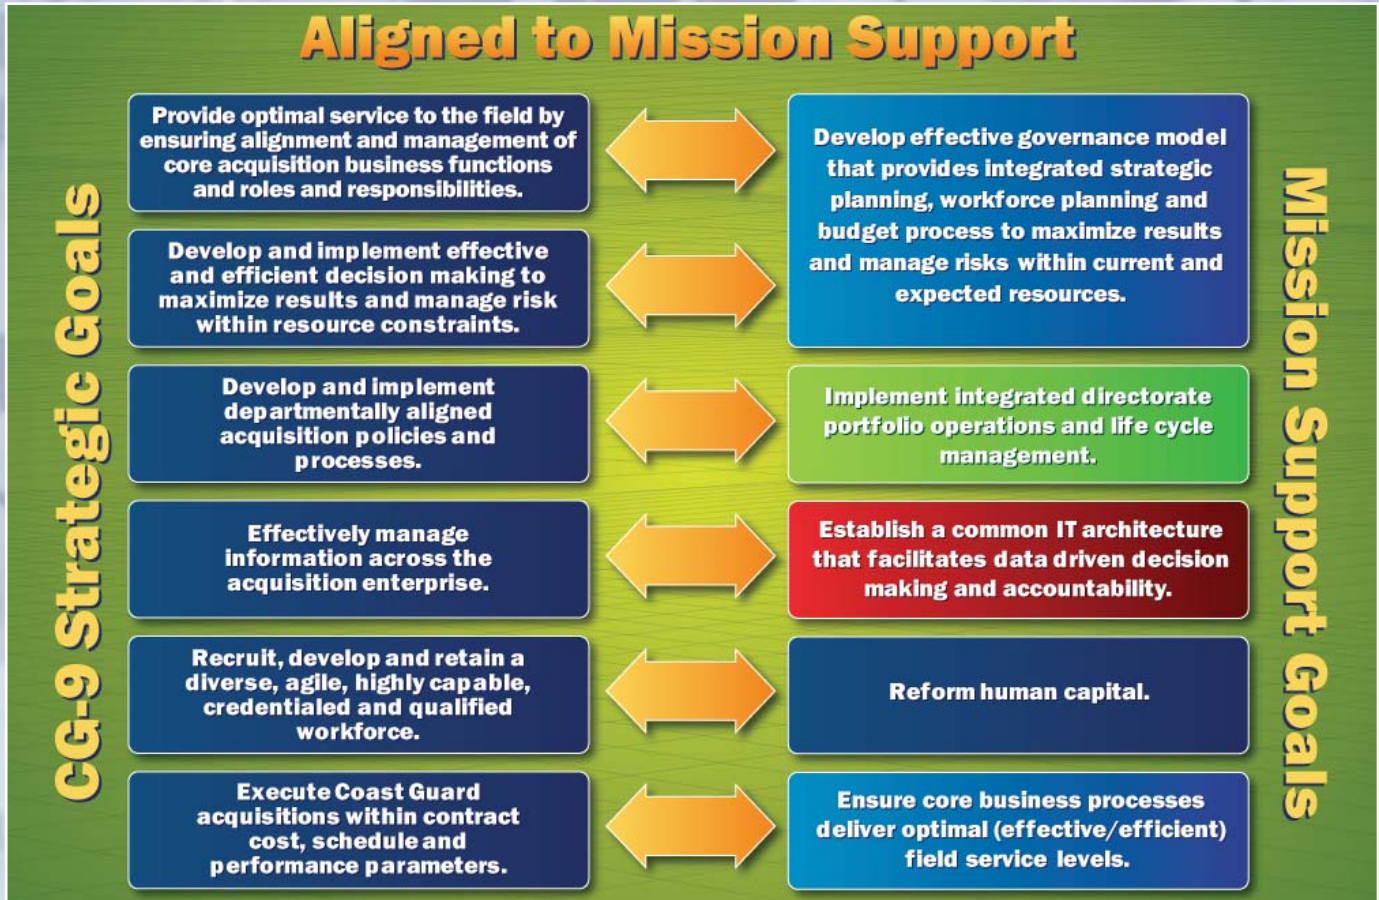 Aligned to Mission Support
CG-9 Strategic Goals
Provide optimal service to the field by
ensuring alignment and management of
core acquisition business functions
and roles and responsibilities.
Develop and implement effective
and efficient decision making to
maximize results and manage risk
within resource constraints.
Develop and implement
departmentally aligned
acquisition policies and
processes.
Effectively manage
information across the
acquisition enterprise.
Recruit, develop and retain a
diverse, agile, highly capable,
credentialed and qualified
workforce.
Execute Coast Guard
acquisitions within contract
cost, schedule and
performance parameters.
Develop effective governance model
that provides integrated strategic
planning, workforce planning and
budget process to maximize results
and manage risks within current and
expected resources.
Implement integrated directorate
portfolio operations and life cycle
management.
Establish a common IT architecture
that facilitates data driven decision
making and accountability.
Reform human capital.
Ensure core business processes
deliver optimal (effective/efficient)
field service levels.
Mission Support Goals